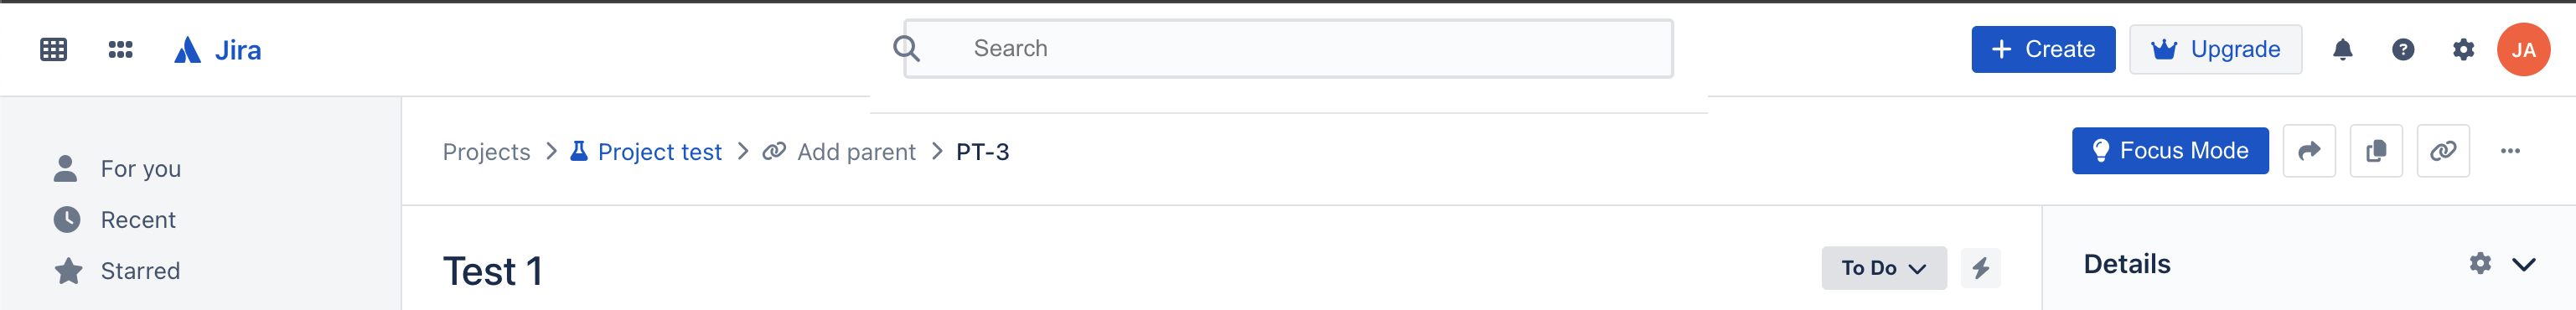 Jira
Search
Create
Upgrade
JA
For you
Recent
Starred
Projects
Project test
Add parent
PT-3
Focus Mode
Test 1
To Do
Details